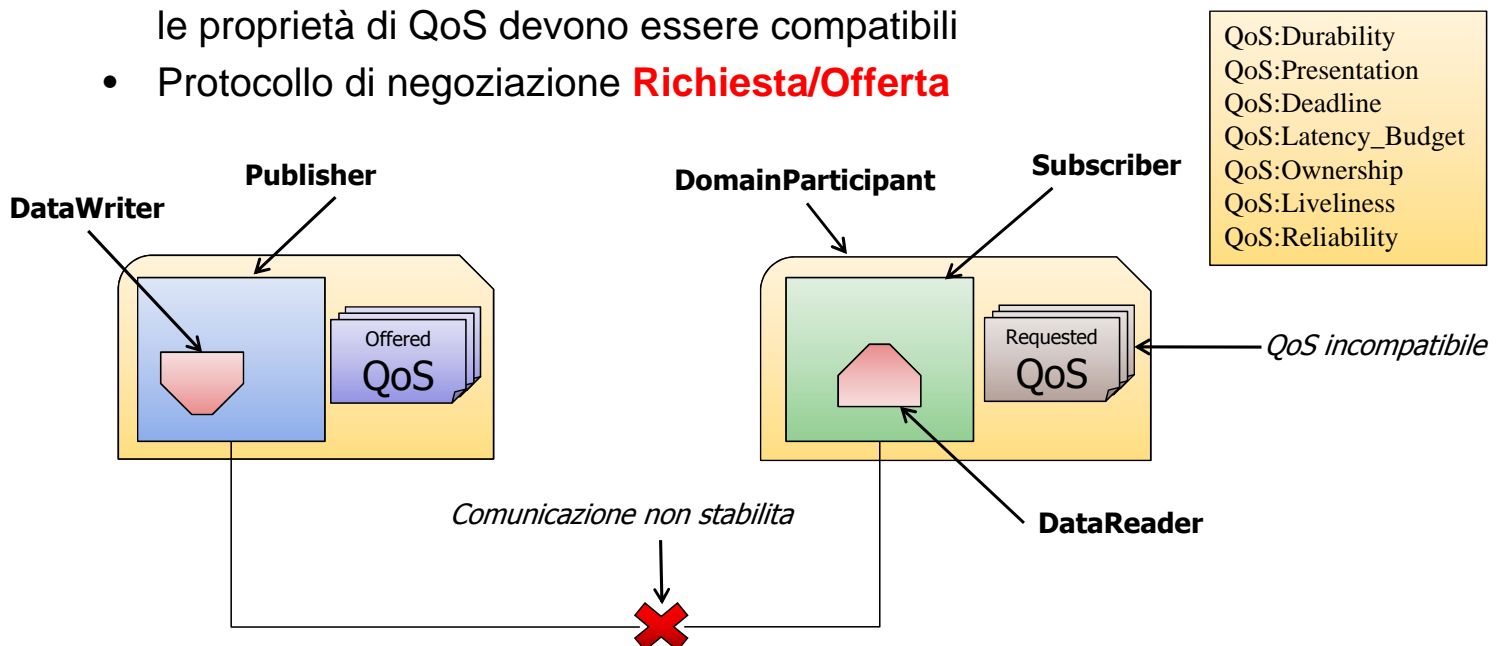 le proprietà di QoS devono essere compatibili
• Protocollo di negoziazione Richiesta/Offerta
QoS:Durability
QoS:Presentation
QoS:Deadline
QoS:Latency_Budget
QoS:Ownership
QoS:Liveliness
QoS:Reliability
DataWriter
Publisher
DomainParticipant
Subscriber
Offered
QoS
Requested
QoS
QoS incompatibile
Comunicazione non stabilita
DataReader